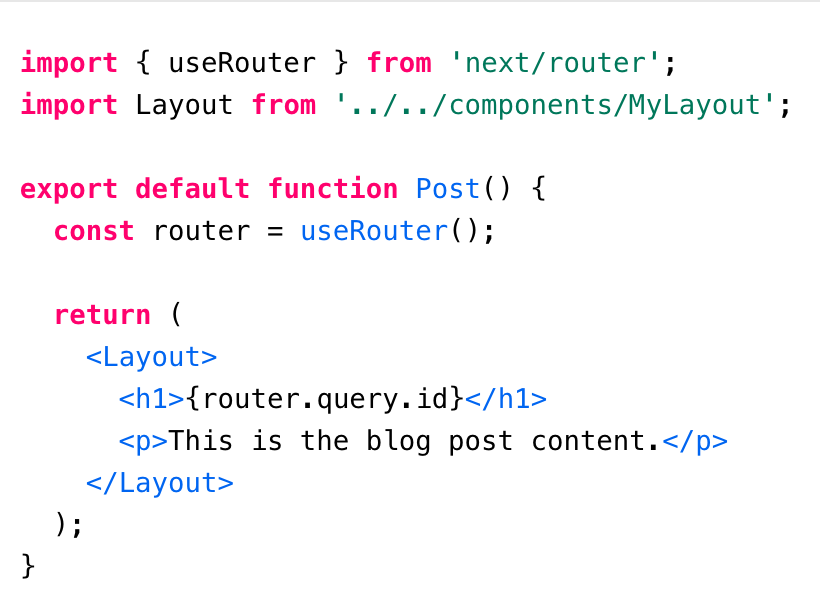 import { useRouter } from 'next/router';
import Layout from '../../components/MyLayout';

export default function Post() {
  const router = useRouter();

  return (
    <Layout>
      <h1>{router.query.id}</h1>
      <p>This is the blog post content.</p>
    </Layout>
  );
}